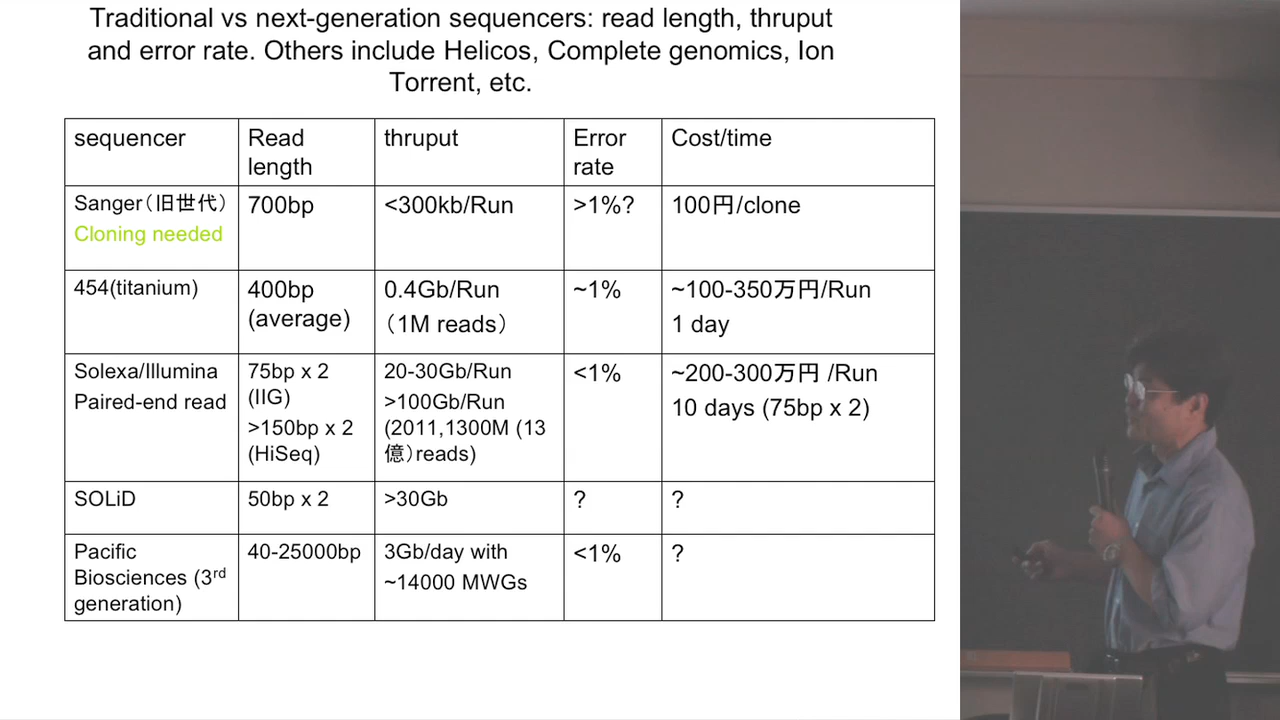 Traditional vs next-generation sequencers: read length, thruput
and error rate. Others include Helicos, Complete genomics, Ion
Torrent, etc.
sequencer
Read
length
thruput
Error
rate
Cost/time
Sanger（旧世代）
Cloning needed
700bp
<300kb/Run
>1%?
100円/clone
454(titanium)
400bp
(average)
0.4Gb/Run
（1M reads）
~1%
~100-350万円/Run
1 day
Solexa/Illumina
Paired-end read
75bp x 2
(IIG)
>150bp x 2
(HiSeq)
20-30Gb/Run
>100Gb/Run
(2011,1300M (13
億）reads)
<1%
~200-300万円 /Run
10 days (75bp x 2)
SOLiD
50bp x 2
>30Gb
?
?
Pacific
Biosciences (3rd
generation)
40-25000bp
3Gb/day with
~14000 MWGs
<1%
?